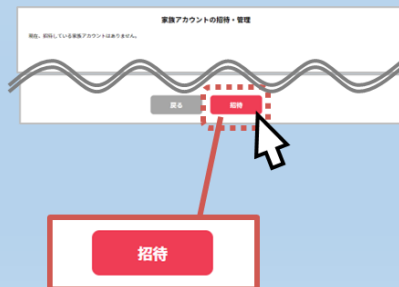 家族アカウントの招待・管理
現在、招待している家族アカウントはありません。
戻る
招待
招待